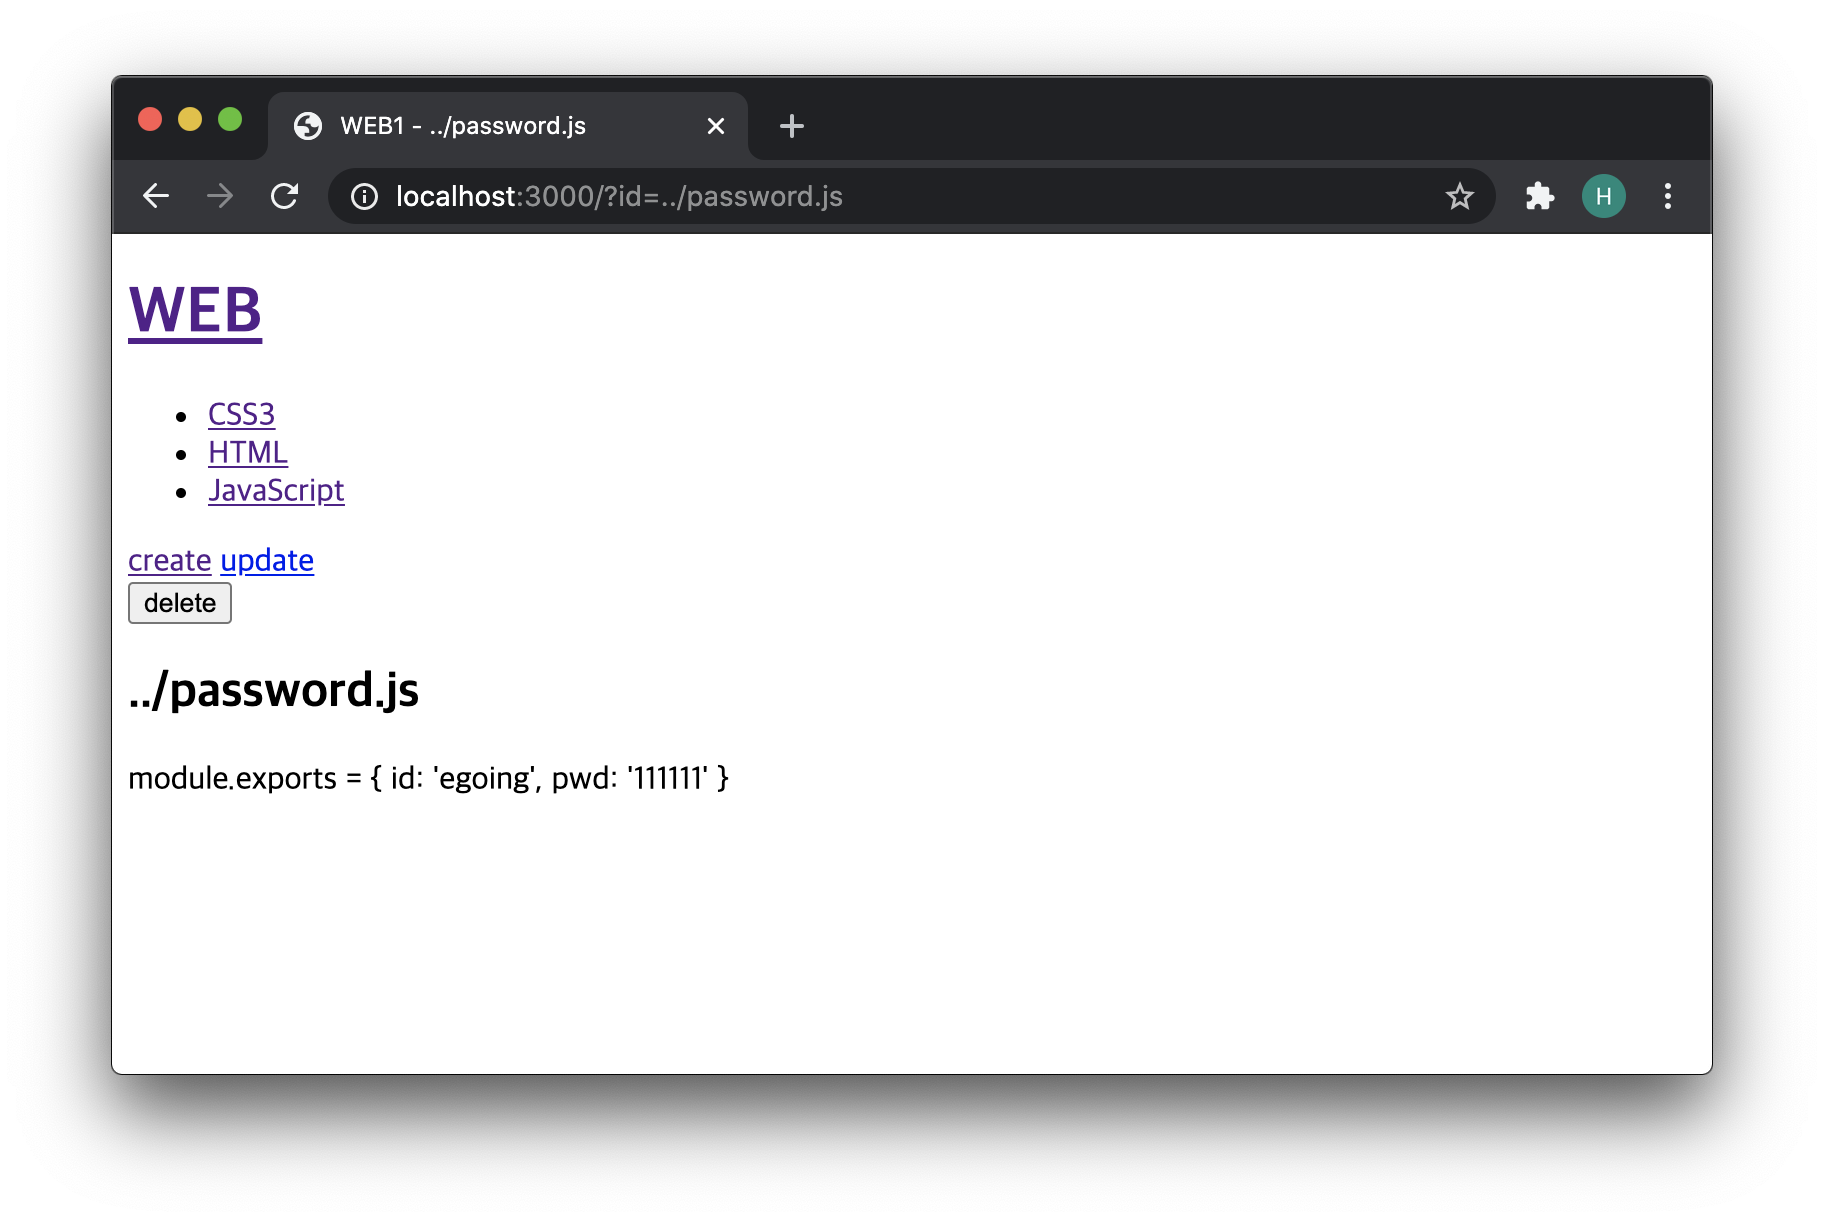 WEB1 - ../password.js
localhost:3000/?id=../password.js
H
WEB
CSS3
HTML
JavaScript
create update
delete
../password.js
module.exports = { id: 'egoing', pwd: '111111' }